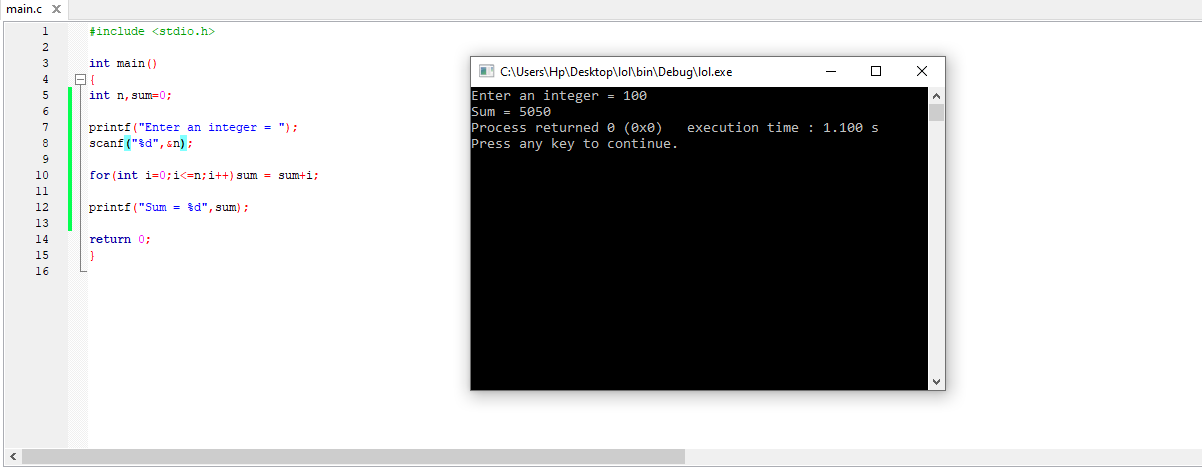 main.c X
1 #include <stdio.h>
2
3 int main()
4 {
5 int n,sum=0;
6
7 printf("Enter an integer = ");
8 scanf("%d",&n);
9
10 for(int i=0;i<=n;i++)sum = sum+i;
11
12 printf("Sum = %d",sum);
13
14 return 0;
15 }
16
C:\Users\Hp\Desktop\lol\bin\Debug\lol.exe
Enter an integer = 100
Sum = 5050
Process returned 0 (0x0)   execution time : 1.100 s
Press any key to continue.